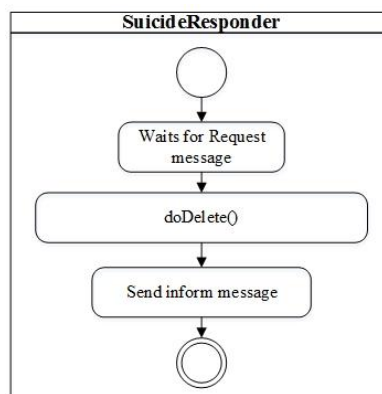 SuicideResponder
Waits for Request
message
doDelete()
Send inform message